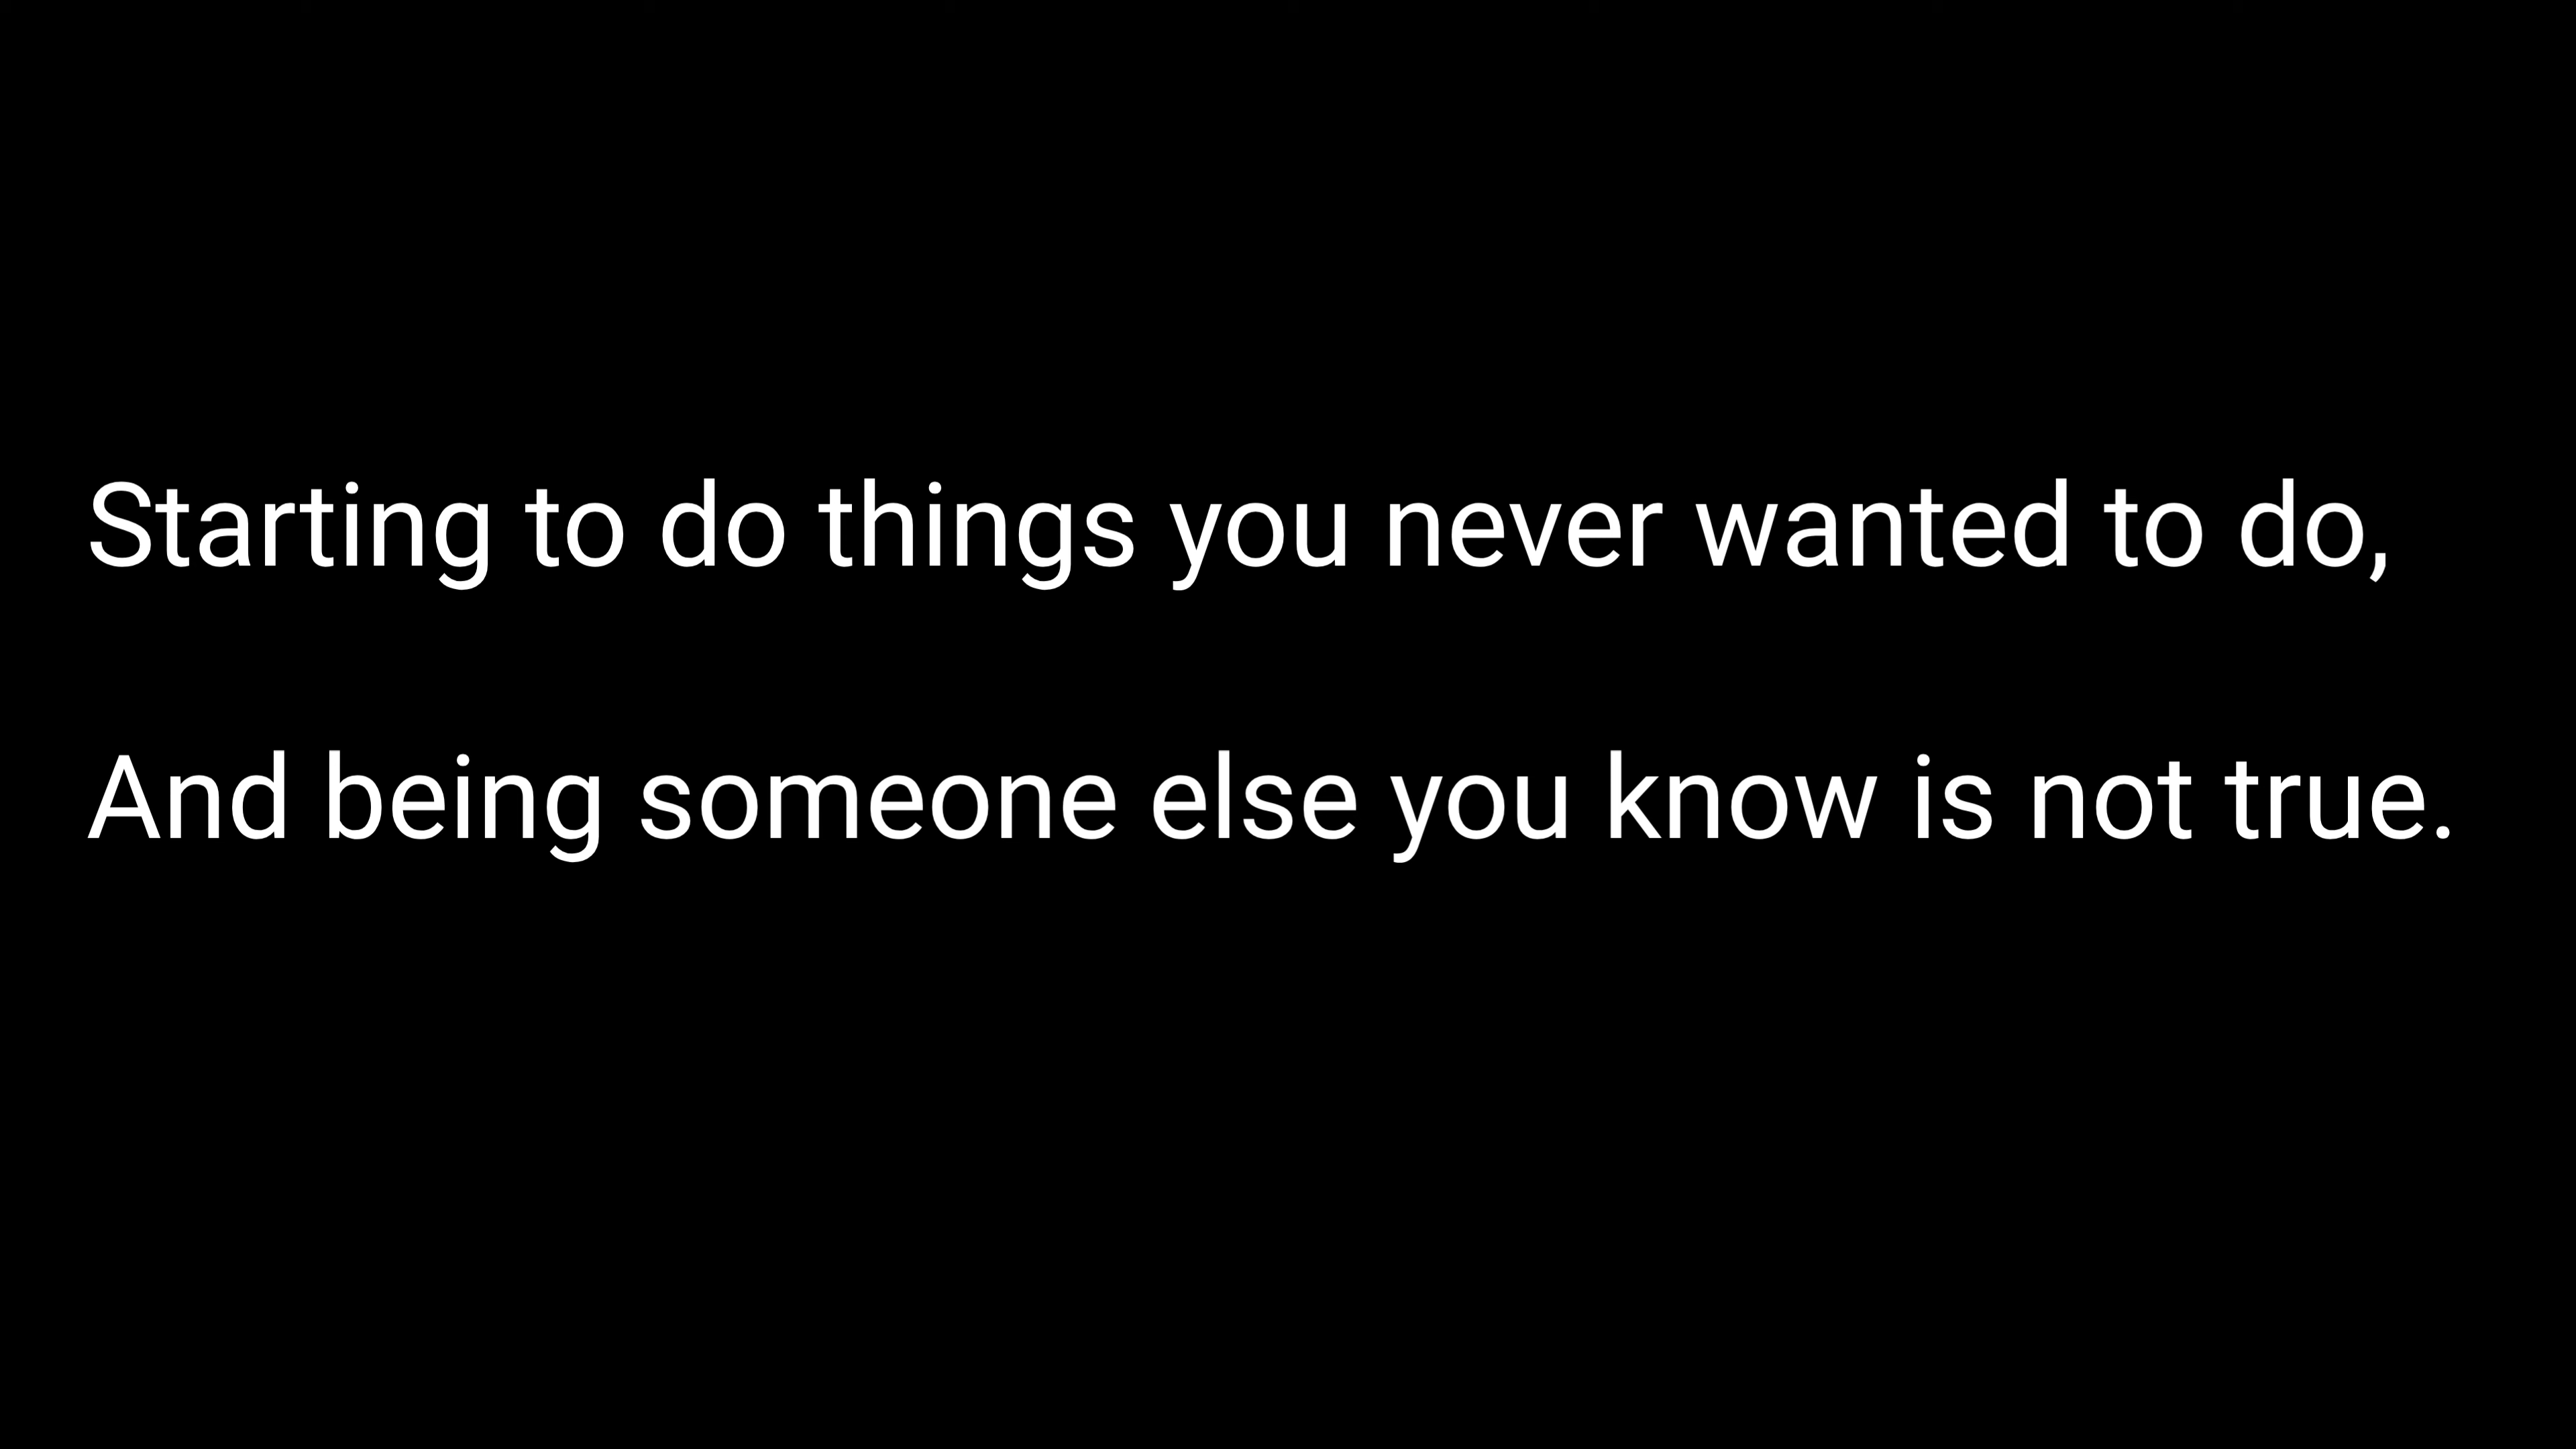 Starting to do things you never wanted to do,
And being someone else you know is not true.